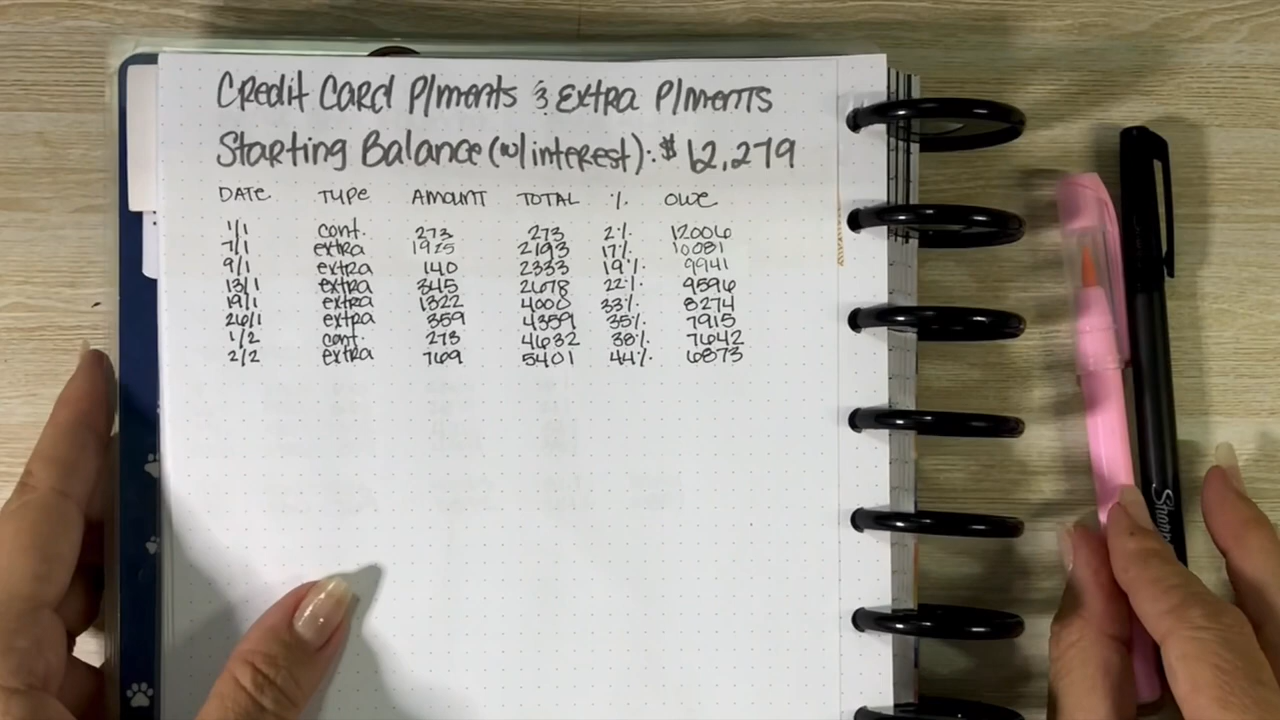 Credit Card P/ments & Extra P/ments
Starting Balance (w/interest): $12,279
DATE TYPE AMOUNT TOTAL % OWE
1/1 cont. 273 273 2% 12006
7/1 extra 1925 2193 17% 10081
9/1 extra 140 2333 19% 9941
13/1 extra 345 2678 22% 9596
19/1 extra 1322 4000 33% 8274
26/1 extra 359 4359 35% 7915
1/2 cont. 273 4632 38% 7642
2/2 extra 769 5401 44% 6873